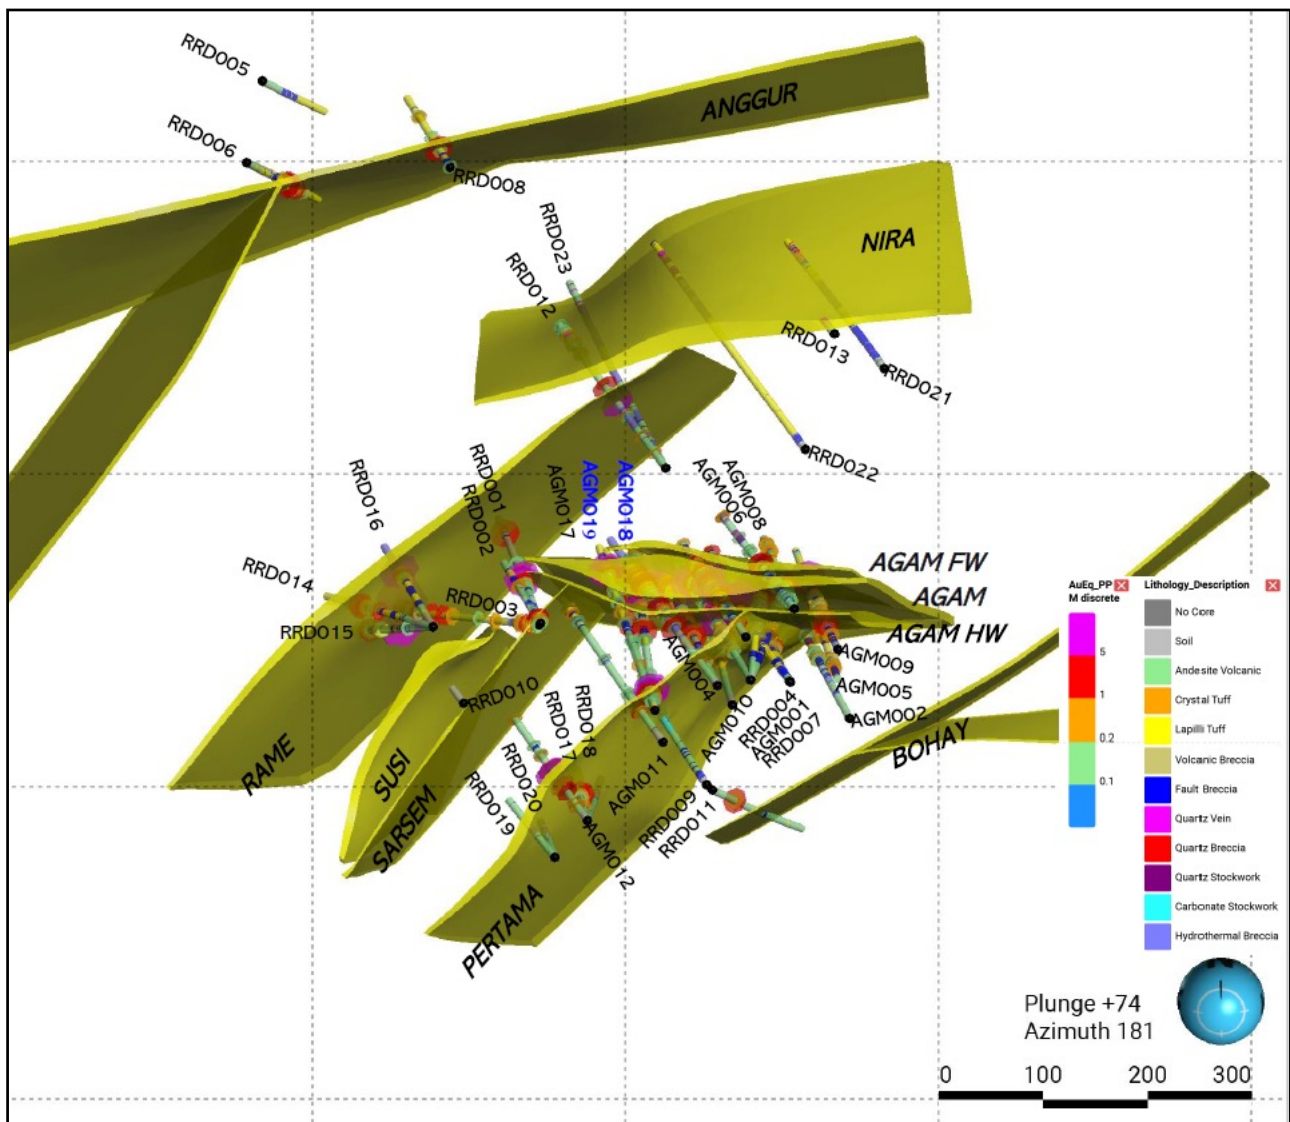 RRD005
ANGGUR
RRD006
RRD008
RRD023
NIRA
RRD012
RRD013
RRD021
RRD022
RRD001
RRD002
AGM017
AGM019
AGM018
AGM006
AGM008
RRD016
AGAM FW
RRD014
AGAM
RRD003
RRD015
AGAM HW
AGM009
AGM004
AGM005
RRD010
AGM002
RRD004
AGM001
RRD007
AGM010
BOHAY
RRD018
RRD017
RAME
SUSI
AGM011
RRD020
RRD019
SARSEM
RRD009
RRD011
AGM012
PERTAMA
AuEq_PP
M discrete
5
1
0.2
0.1
Lithology_Description
No Core
Soil
Andesite Volcanic
Crystal Tuff
Lapilli Tuff
Volcanic Breccia
Fault Breccia
Quartz Vein
Quartz Breccia
Quartz Stockwork
Carbonate Stockwork
Hydrothermal Breccia
N
Plunge +74
Azimuth 181
0 100 200 300